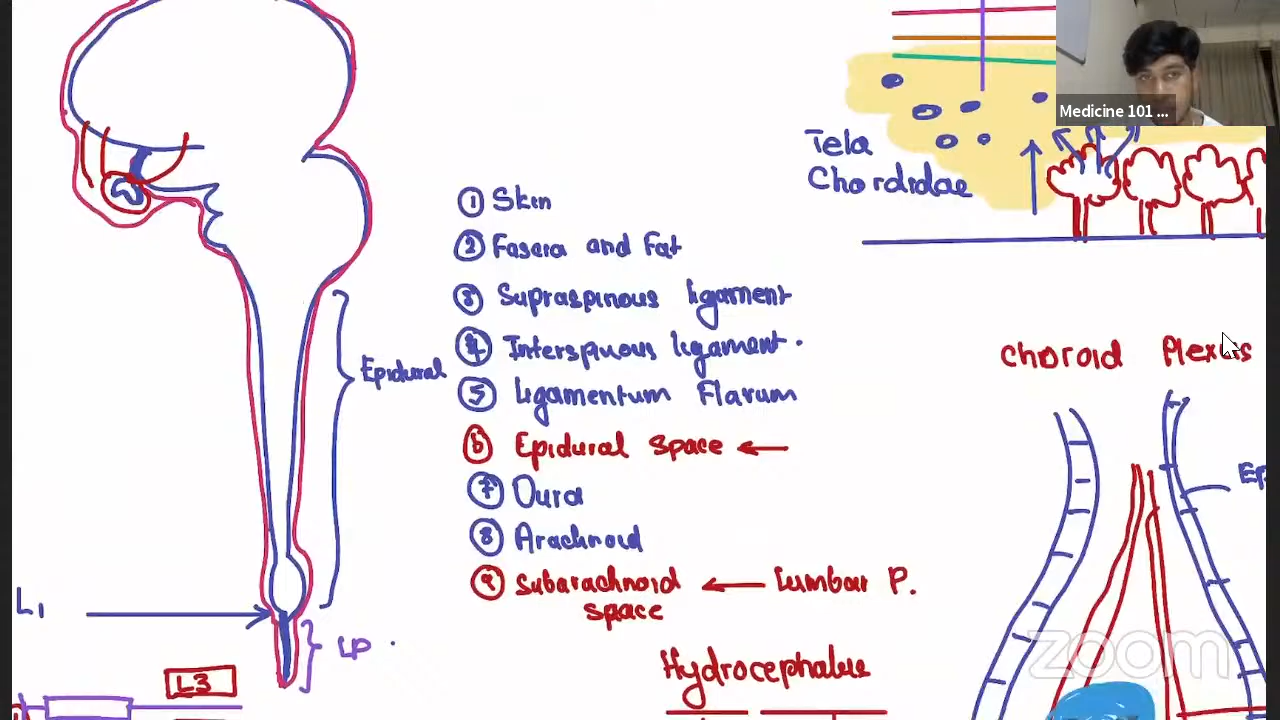 Medicine 101 ...
Tela
Chordidae
① Skin
② Fascia and Fat
③ Supraspinous ligament
④ Interspinous ligament.
⑤ Ligamentum Flavum
Epidural
⑥ Epidural space ←
⑦ Dura
⑧ Arachnoid
⑨ Subarachnoid ← Lumbar P.
space
Choroid Plexus
Ep
L1
LP
L3
Hydrocephalus
zoom